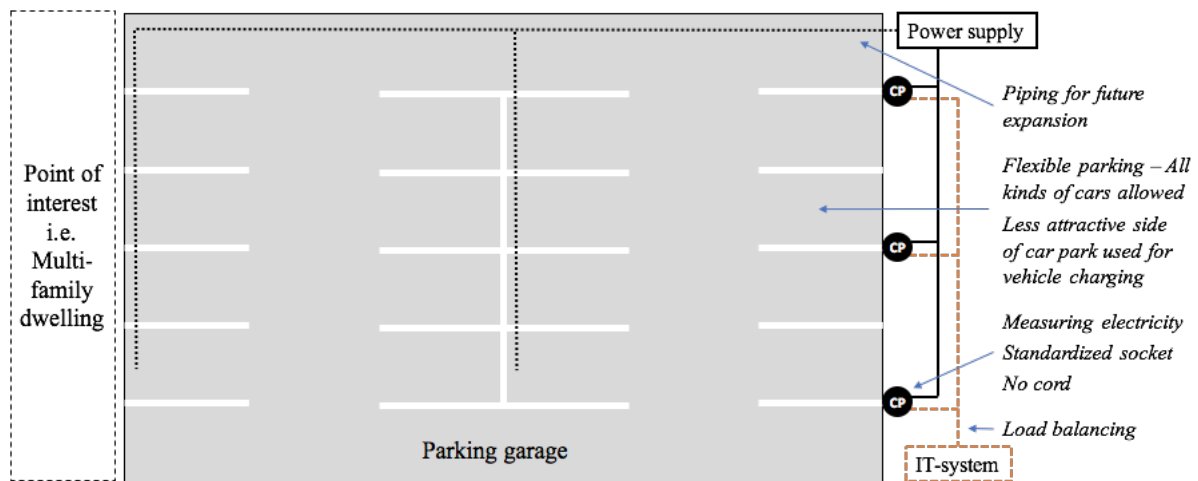 Point of
interest
i.e.
Multi-
family
dwelling
Parking garage
Power supply
CP
CP
CP
Piping for future
expansion
Flexible parking – All
kinds of cars allowed
Less attractive side
of car park used for
vehicle charging
Measuring electricity
Standardized socket
No cord
Load balancing
IT-system